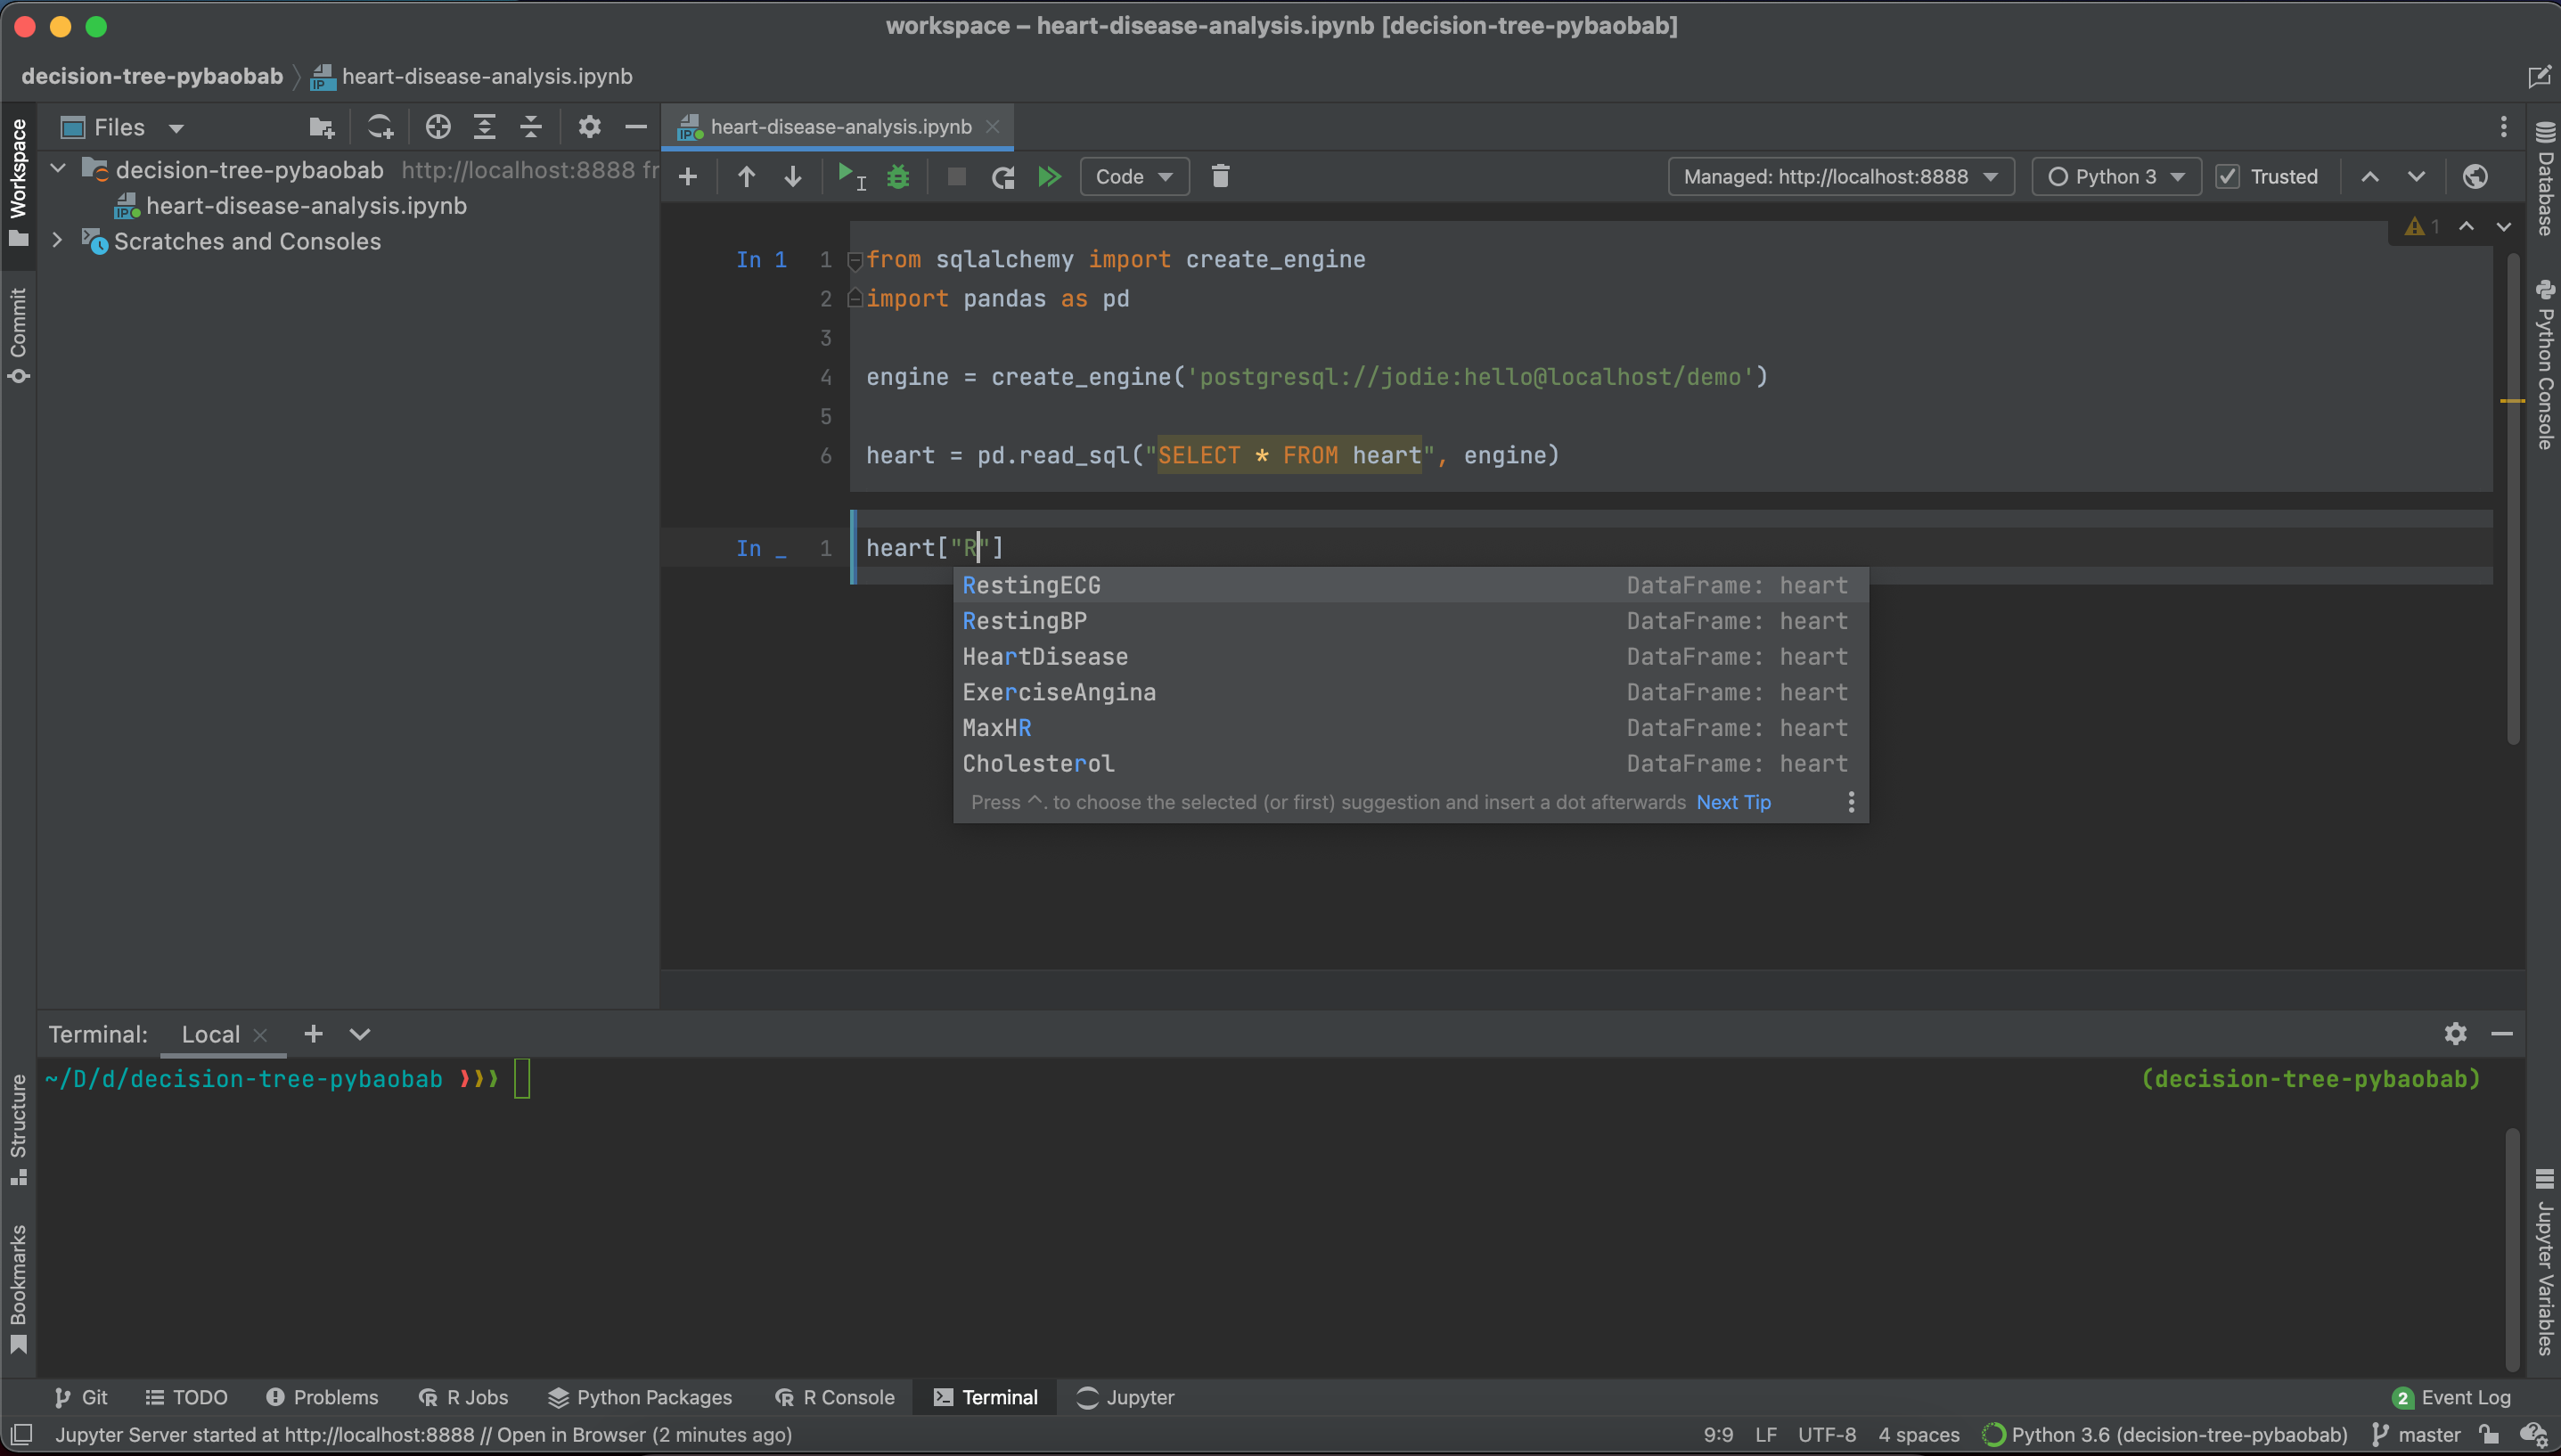 workspace – heart-disease-analysis.ipynb [decision-tree-pybaobab]
decision-tree-pybaobab heart-disease-analysis.ipynb
Workspace
Commit
Structure
Bookmarks
Files
decision-tree-pybaobab http://localhost:8888 fr
heart-disease-analysis.ipynb
Scratches and Consoles
heart-disease-analysis.ipynb
Code
Managed: http://localhost:8888
Python 3
Trusted
1
In 1
1 from sqlalchemy import create_engine
2 import pandas as pd
3
4 engine = create_engine('postgresql://jodie:hello@localhost/demo')
5
6 heart = pd.read_sql("SELECT * FROM heart", engine)
In _
1 heart["R"]
RestingECG DataFrame: heart
RestingBP DataFrame: heart
HeartDisease DataFrame: heart
ExerciseAngina DataFrame: heart
MaxHR DataFrame: heart
Cholesterol DataFrame: heart
Press ^. to choose the selected (or first) suggestion and insert a dot afterwards Next Tip
Database
Python Console
Jupyter Variables
Terminal: Local
~/D/d/decision-tree-pybaobab ❯❯❯ (decision-tree-pybaobab)
Git TODO Problems R Jobs Python Packages R Console Terminal Jupyter 2 Event Log
Jupyter Server started at http://localhost:8888 // Open in Browser (2 minutes ago) 9:9 LF UTF-8 4 spaces Python 3.6 (decision-tree-pybaobab) master